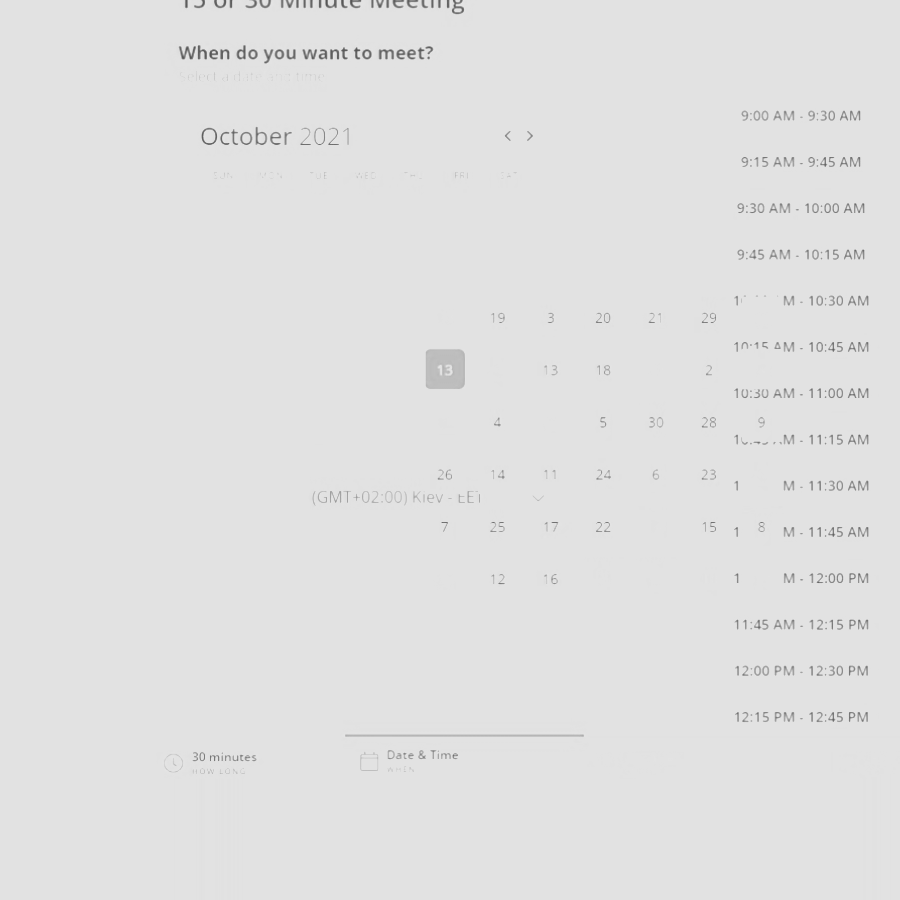 15 or 30 Minute Meeting
When do you want to meet?
Select a date and time
October 2021
SUN MON TUE WED THU FRI SAT
19 3 20 21 29
13 13 18 2
4 5 30 28 9
26 14 11 24 6 23
(GMT+02:00) Kiev - EET
7 25 17 22 15 8
12 16
9:00 AM - 9:30 AM
9:15 AM - 9:45 AM
9:30 AM - 10:00 AM
9:45 AM - 10:15 AM
M - 10:30 AM
10:15 AM - 10:45 AM
10:30 AM - 11:00 AM
10:45 AM - 11:15 AM
1 M - 11:30 AM
1 M - 11:45 AM
1 M - 12:00 PM
11:45 AM - 12:15 PM
12:00 PM - 12:30 PM
12:15 PM - 12:45 PM
30 minutes
HOW LONG
Date & Time
WHEN